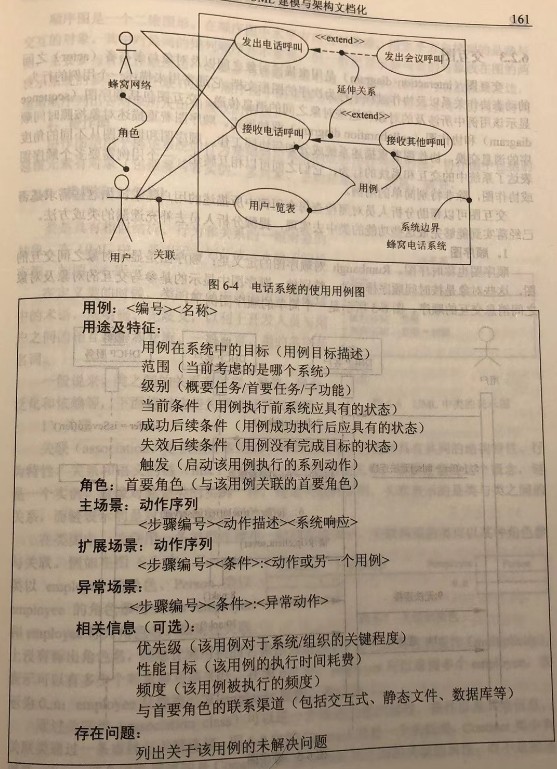 UML 建模与架构文档化
161
<<extend>>
发出电话呼叫
发出会议呼叫
蜂窝网络
延伸关系
<<extend>>
角色
接收电话呼叫
接收其他呼叫
用例
用户一览表
系统边界
蜂窝电话系统
用户
关联
图 6-4 电话系统的使用用例图
用例：<编号><名称>
用途及特征：
用例在系统中的目标（用例目标描述）
范围（当前考虑的是哪个系统）
级别（概要任务/首要任务/子功能）
当前条件（用例执行前系统应具有的状态）
成功后续条件（用例成功执行后应具有的状态）
失效后续条件（用例没有完成目标的状态）
触发（启动该用例执行的系列动作）
角色：首要角色（与该用例关联的首要角色）
主场景：动作序列
<步骤编号><动作描述><系统响应>
扩展场景：动作序列
<步骤编号><条件>:<动作或另一个用例>
异常场景：
<步骤编号><条件>:<异常动作>
相关信息（可选）：
优先级（该用例对于系统/组织的关键程度）
性能目标（该用例的执行时间耗费）
频度（该用例被执行的频度）
与首要角色的联系渠道（包括交互式、静态文件、数据库等）
存在问题：
列出关于该用例的未解决问题